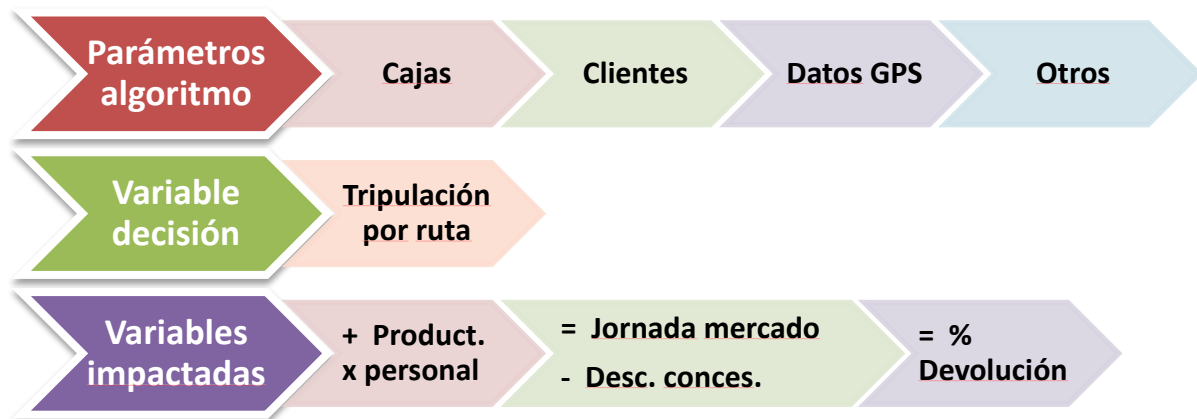 Parámetros
algoritmo
Cajas
Clientes
Datos GPS
Otros
Variable
decisión
Tripulación
por ruta
Variables
impactadas
+ Product.
x personal
= Jornada mercado
- Desc. conces.
= %
Devolución